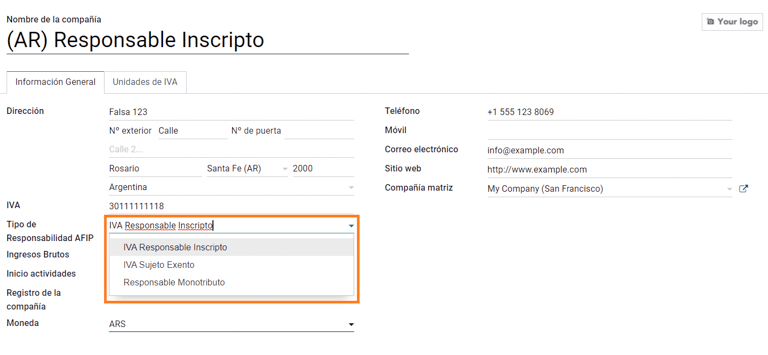 Nombre de la compañía
(AR) Responsable Inscripto
Your logo
Información General
Unidades de IVA
Dirección
Falsa 123
Nº exterior Calle Nº de puerta
Calle 2...
Rosario Santa Fe (AR) 2000
Argentina
IVA
30111111118
Tipo de
Responsabilidad AFIP
IVA Responsable Inscripto
IVA Responsable Inscripto
IVA Sujeto Exento
Responsable Monotributo
Ingresos Brutos
Inicio actividades
Registro de la
compañía
Moneda
ARS
Teléfono
+1 555 123 8069
Móvil
Correo electrónico
info@example.com
Sitio web
http://www.example.com
Compañía matriz
My Company (San Francisco)